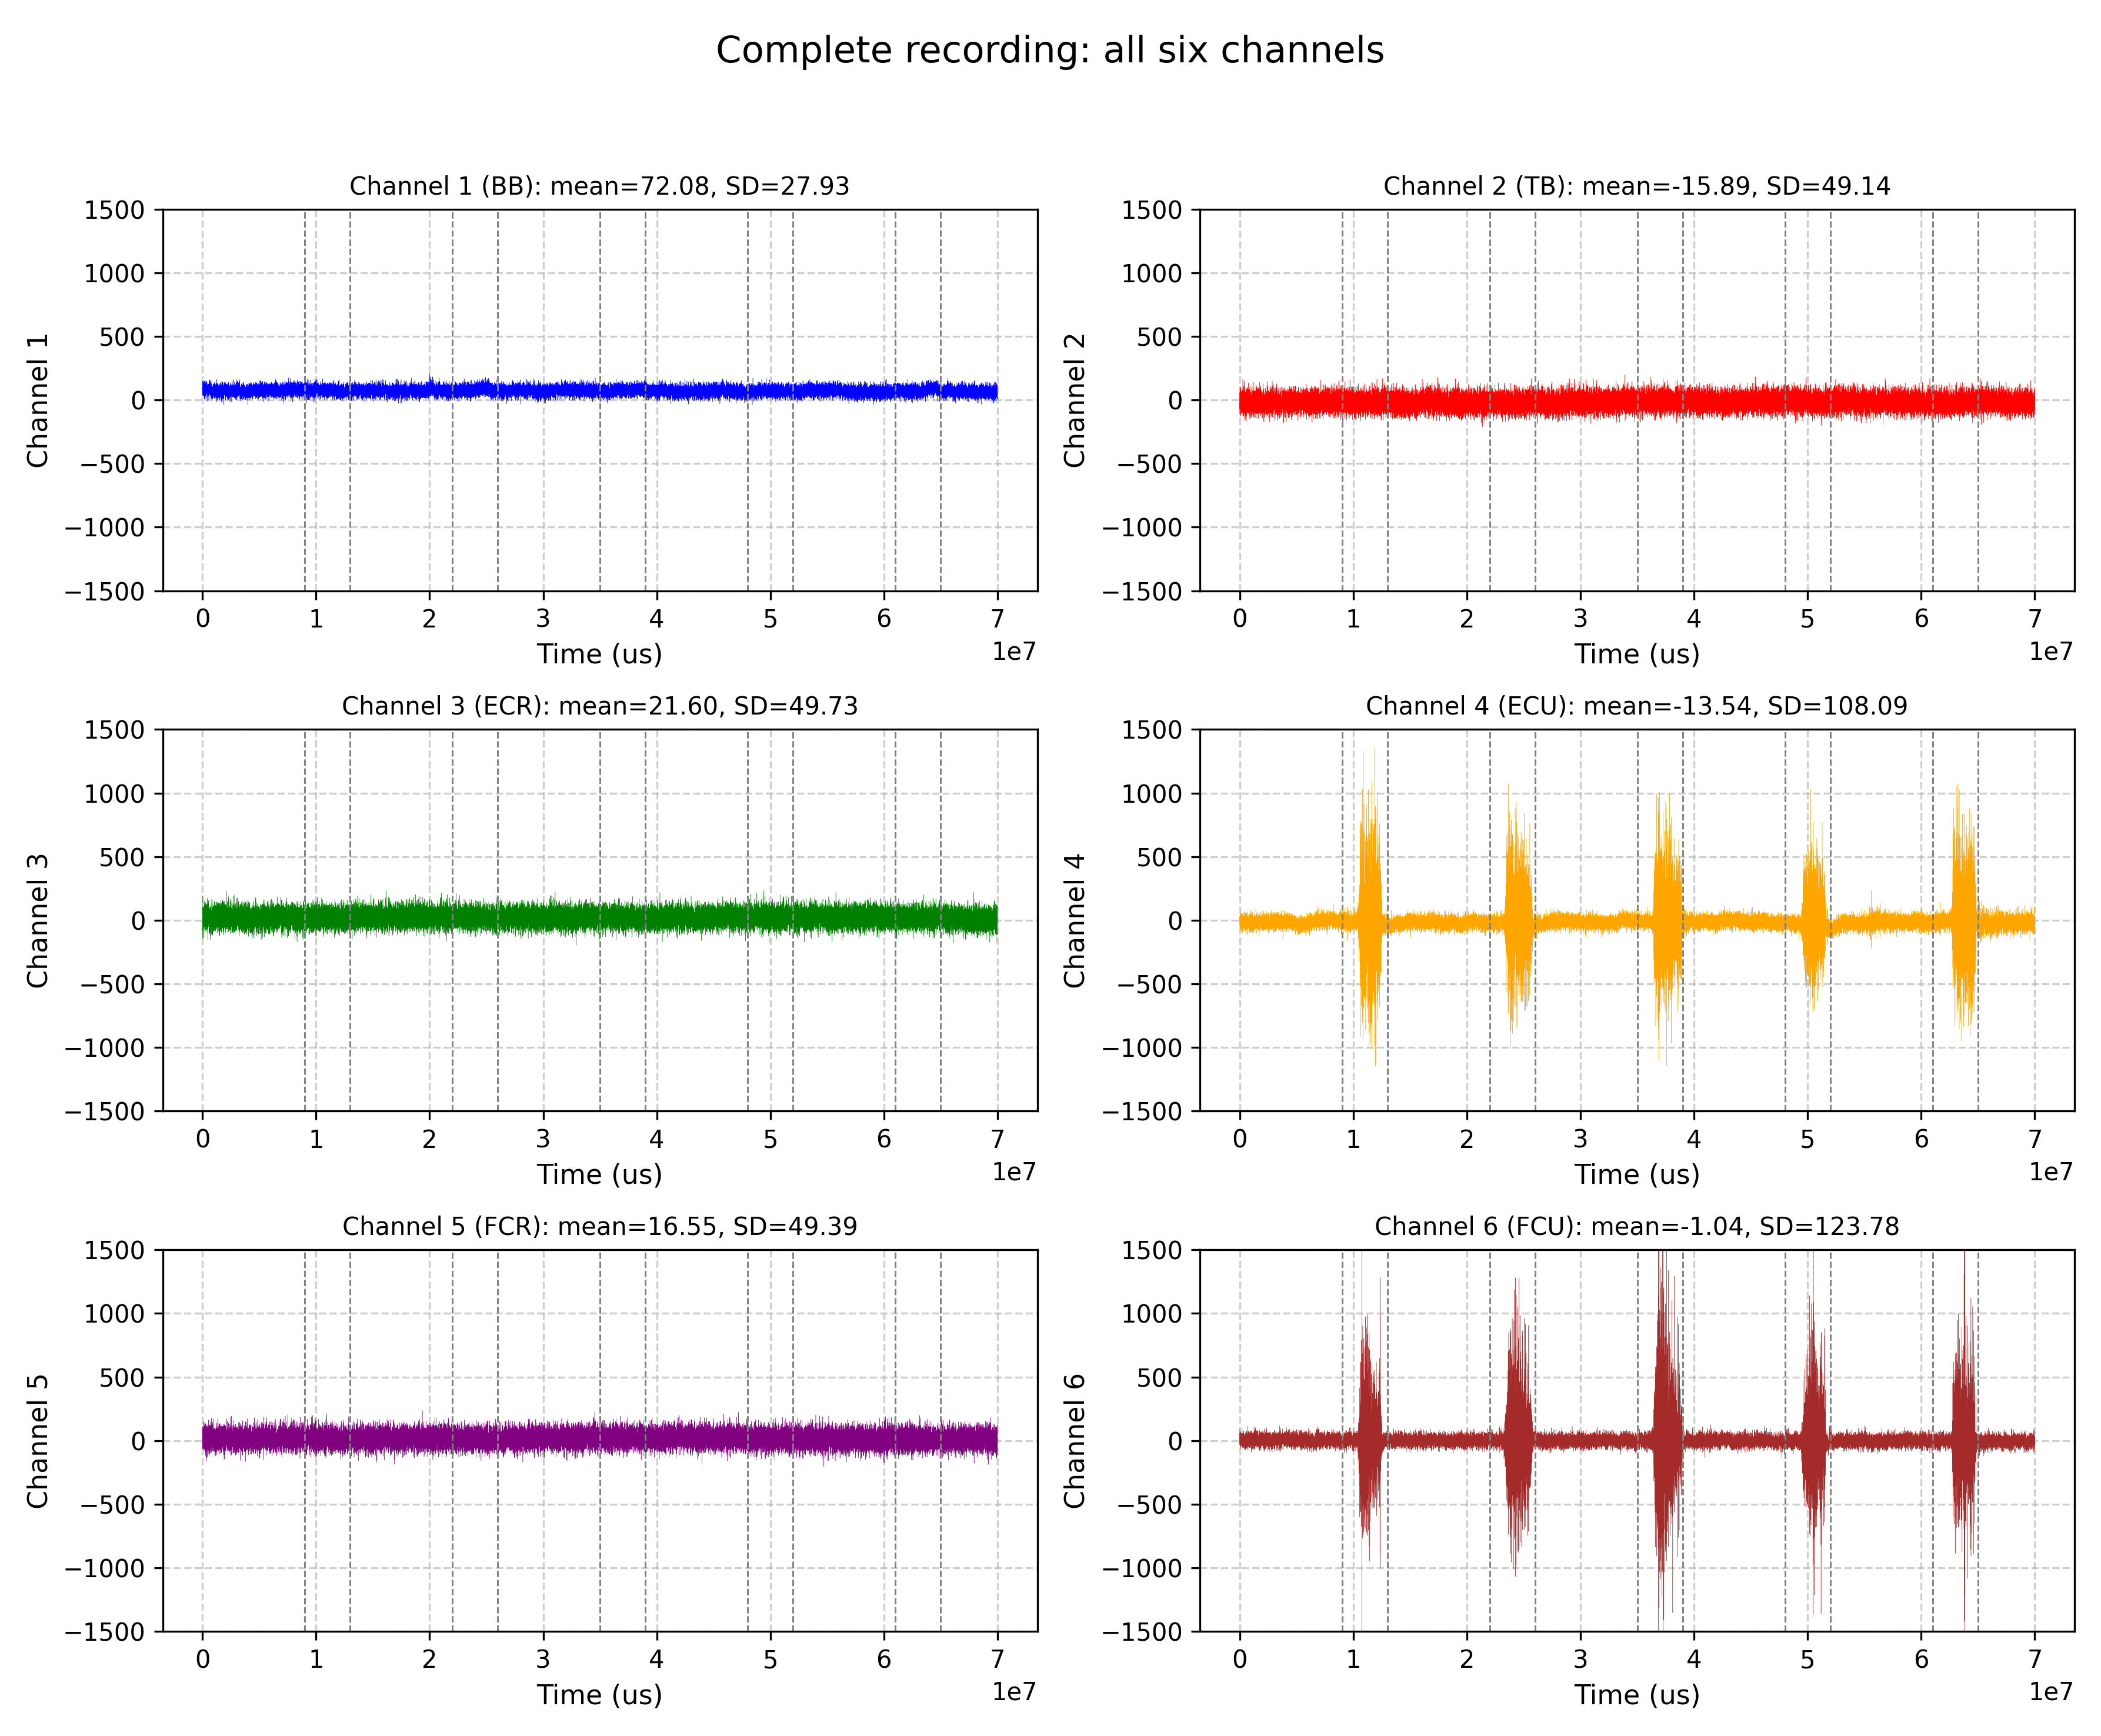 Complete recording: all six channels
Channel 1 (BB): mean=72.08, SD=27.93
Channel 1
1500
1000
500
0
−500
−1000
−1500
0 1 2 3 4 5 6 7
Time (us)
1e7
Channel 2 (TB): mean=-15.89, SD=49.14
Channel 2
1500
1000
500
0
−500
−1000
−1500
0 1 2 3 4 5 6 7
Time (us)
1e7
Channel 3 (ECR): mean=21.60, SD=49.73
Channel 3
1500
1000
500
0
−500
−1000
−1500
0 1 2 3 4 5 6 7
Time (us)
1e7
Channel 4 (ECU): mean=-13.54, SD=108.09
Channel 4
1500
1000
500
0
−500
−1000
−1500
0 1 2 3 4 5 6 7
Time (us)
1e7
Channel 5 (FCR): mean=16.55, SD=49.39
Channel 5
1500
1000
500
0
−500
−1000
−1500
0 1 2 3 4 5 6 7
Time (us)
1e7
Channel 6 (FCU): mean=-1.04, SD=123.78
Channel 6
1500
1000
500
0
−500
−1000
−1500
0 1 2 3 4 5 6 7
Time (us)
1e7